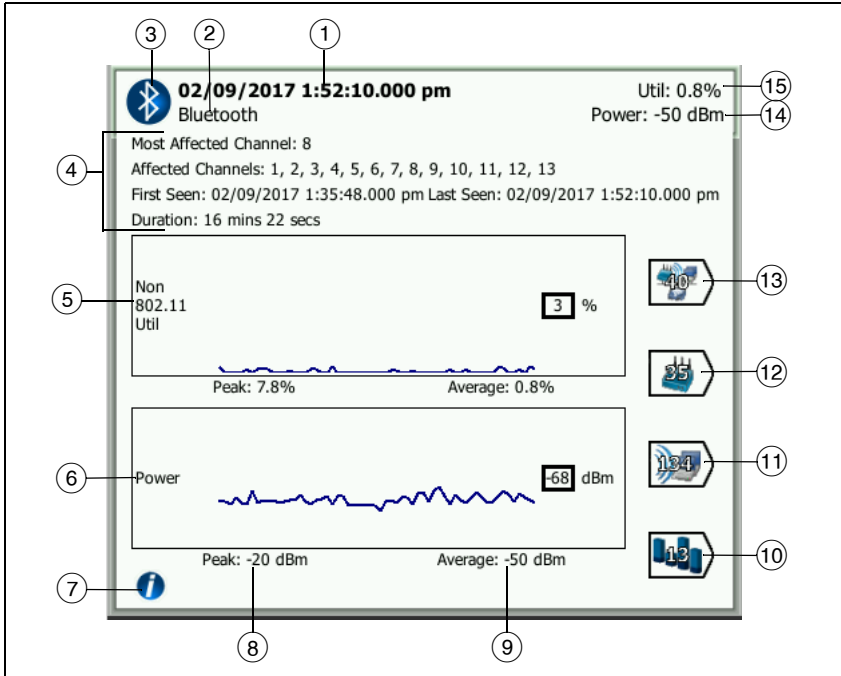 3 2 1
02/09/2017 1:52:10.000 pm Util: 0.8% 15
Bluetooth Power: -50 dBm 14
Most Affected Channel: 8
4 Affected Channels: 1, 2, 3, 4, 5, 6, 7, 8, 9, 10, 11, 12, 13
First Seen: 02/09/2017 1:35:48.000 pm Last Seen: 02/09/2017 1:52:10.000 pm
Duration: 16 mins 22 secs
40 13
5 Non
802.11 3 %
Util
35 12
Peak: 7.8% Average: 0.8%
6 Power -68 dBm 134 11
13 10
Peak: -20 dBm Average: -50 dBm
7 i
8 9